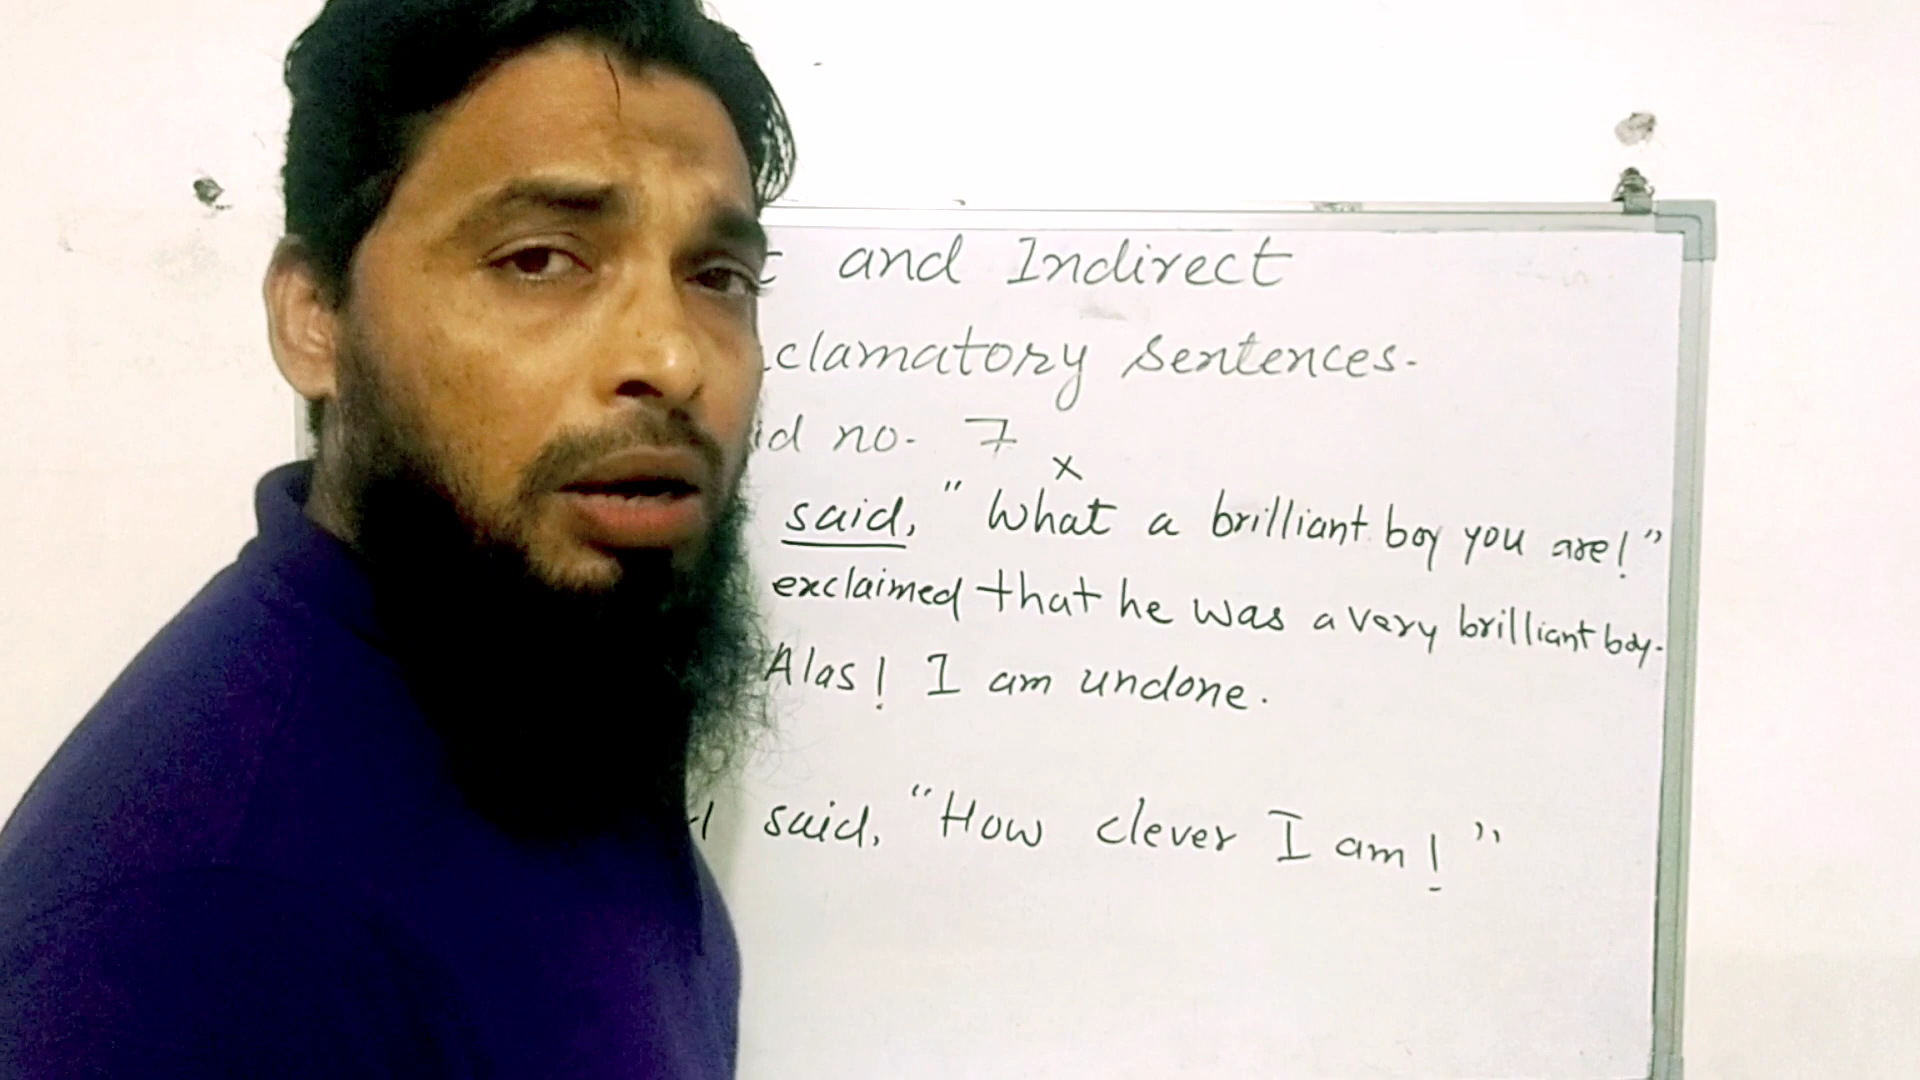 and Indirect
clamatory sentences.
id no. 7
x
said, "What a brilliant boy you are!"
exclaimed that he was a very brilliant boy.
Alas! I am undone.
I said, "How clever I am!"